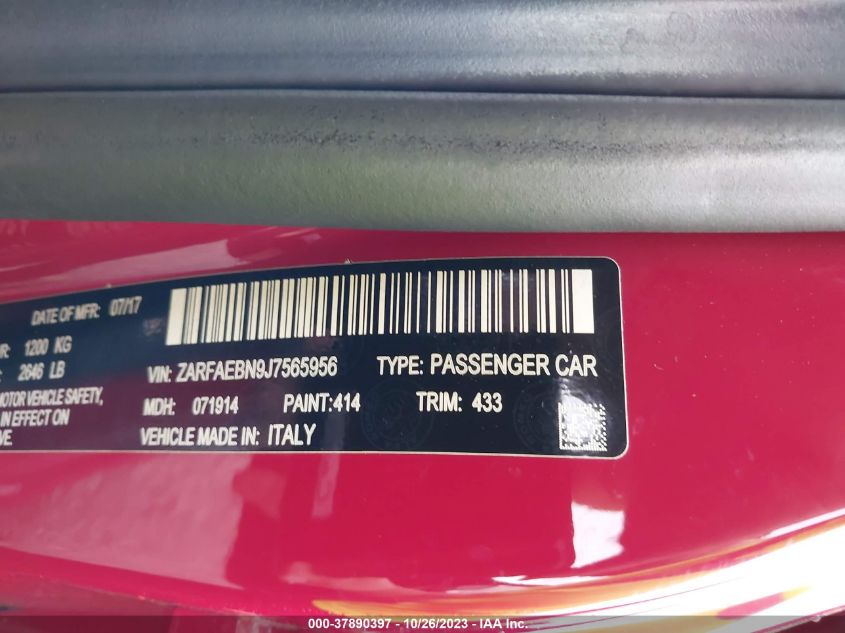 DATE OF MFR: 07/17
1200 KG
2646 LB
VIN: ZARFAEBN9J7565956 TYPE: PASSENGER CAR
MOTOR VEHICLE SAFETY,
MDH: 071914 PAINT:414 TRIM: 433
IN EFFECT ON
VEHICLE MADE IN: ITALY
000-37890397 - 10/26/2023 - IAA Inc.